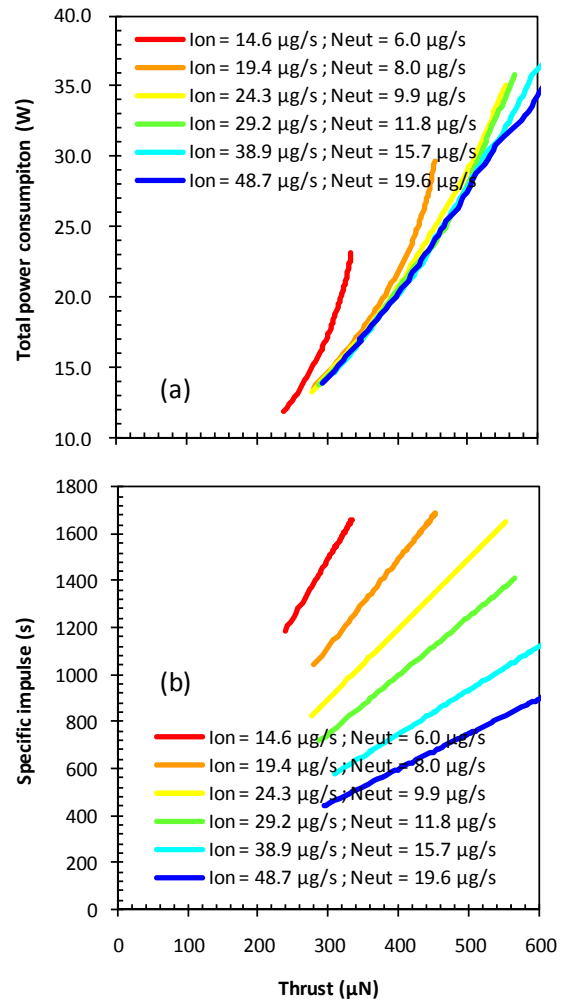 40.0
35.0
30.0
25.0
20.0
15.0
10.0
Total power consumpiton (W)
Ion = 14.6 µg/s ; Neut = 6.0 µg/s
Ion = 19.4 µg/s ; Neut = 8.0 µg/s
Ion = 24.3 µg/s ; Neut = 9.9 µg/s
Ion = 29.2 µg/s ; Neut = 11.8 µg/s
Ion = 38.9 µg/s ; Neut = 15.7 µg/s
Ion = 48.7 µg/s ; Neut = 19.6 µg/s
(a)
1800
1600
1400
1200
1000
800
600
400
200
0
Specific impulse (s)
(b)
Ion = 14.6 µg/s ; Neut = 6.0 µg/s
Ion = 19.4 µg/s ; Neut = 8.0 µg/s
Ion = 24.3 µg/s ; Neut = 9.9 µg/s
Ion = 29.2 µg/s ; Neut = 11.8 µg/s
Ion = 38.9 µg/s ; Neut = 15.7 µg/s
Ion = 48.7 µg/s ; Neut = 19.6 µg/s
0 100 200 300 400 500 600
Thrust (µN)